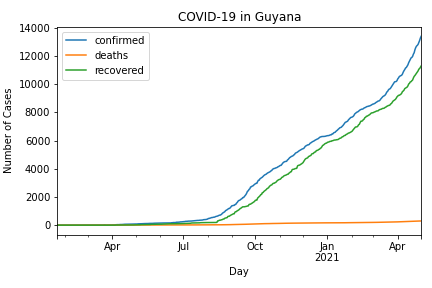 COVID-19 in Guyana
confirmed
deaths
recovered
14000
12000
10000
8000
6000
4000
2000
0
Number of Cases
Apr
Jul
Oct
Jan
2021
Apr
Day